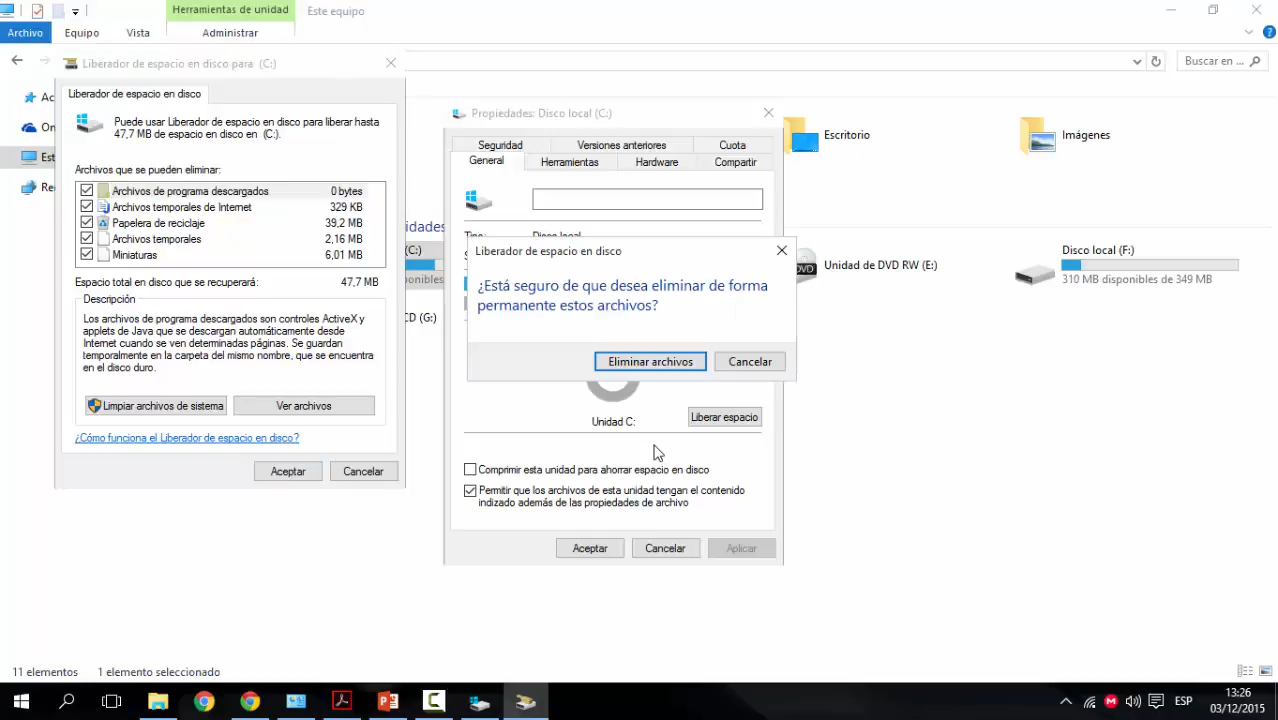 Herramientas de unidad
Este equipo
Archivo
Equipo
Vista
Administrar
Buscar en ...
Liberador de espacio en disco para (C:)
Liberador de espacio en disco
Puede usar Liberador de espacio en disco para liberar hasta
47,7 MB de espacio en disco en (C:).
Archivos que se pueden eliminar:
Archivos de programa descargados 0 bytes
Archivos temporales de Internet 329 KB
Papelera de reciclaje 39,2 MB
Archivos temporales 2,16 MB
Miniaturas 6,01 MB
Espacio total en disco que se recuperará: 47.7 MB
Descripción
Los archivos de programa descargados son controles ActiveX y
applets de Java que se descargan automáticamente desde
Internet cuando se ven determinadas páginas. Se guardan
temporalmente en la carpeta del mismo nombre, que se encuentra
en el disco duro.
Limpiar archivos de sistema
Ver archivos
¿Cómo funciona el Liberador de espacio en disco?
Aceptar
Cancelar
Ac
On
Est
Re
idades
(C:)
ponibles
CD (G:)
Propiedades: Disco local (C:)
Seguridad
Versiones anteriores
Cuota
General
Herramientas
Hardware
Compartir
Liberador de espacio en disco
¿Está seguro de que desea eliminar de forma
permanente estos archivos?
Eliminar archivos
Cancelar
Unidad C:
Liberar espacio
Comprimir esta unidad para ahorrar espacio en disco
Permitir que los archivos de esta unidad tengan el contenido
indizado además de las propiedades de archivo
Aceptar
Cancelar
Aplicar
Escritorio
Imágenes
DVD
Unidad de DVD RW (E:)
Disco local (F:)
310 MB disponibles de 349 MB
11 elementos
1 elemento seleccionado
ESP
13:26
03/12/2015